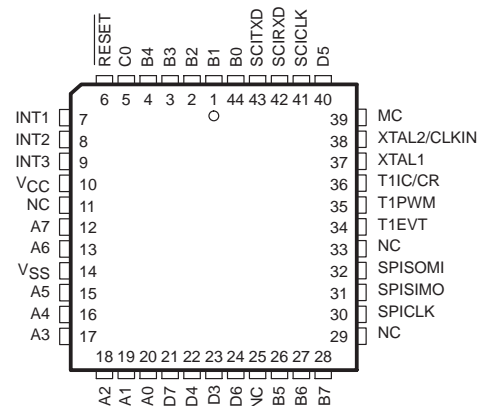 RESET C0 B4 B3 B2 B1 B0 SCITXD SCIRXD SCICLK D5
6 5 4 3 2 1 44 43 42 41 40
INT1 7 39 MC
INT2 8 38 XTAL2/CLKIN
INT3 9 37 XTAL1
VCC 10 36 T1IC/CR
NC 11 35 T1PWM
A7 12 34 T1EVT
A6 13 33 NC
VSS 14 32 SPISOMI
A5 15 31 SPISIMO
A4 16 30 SPICLK
A3 17 29 NC
18 19 20 21 22 23 24 25 26 27 28
A2 A1 A0 D7 D4 D3 D6 NC B5 B6 B7